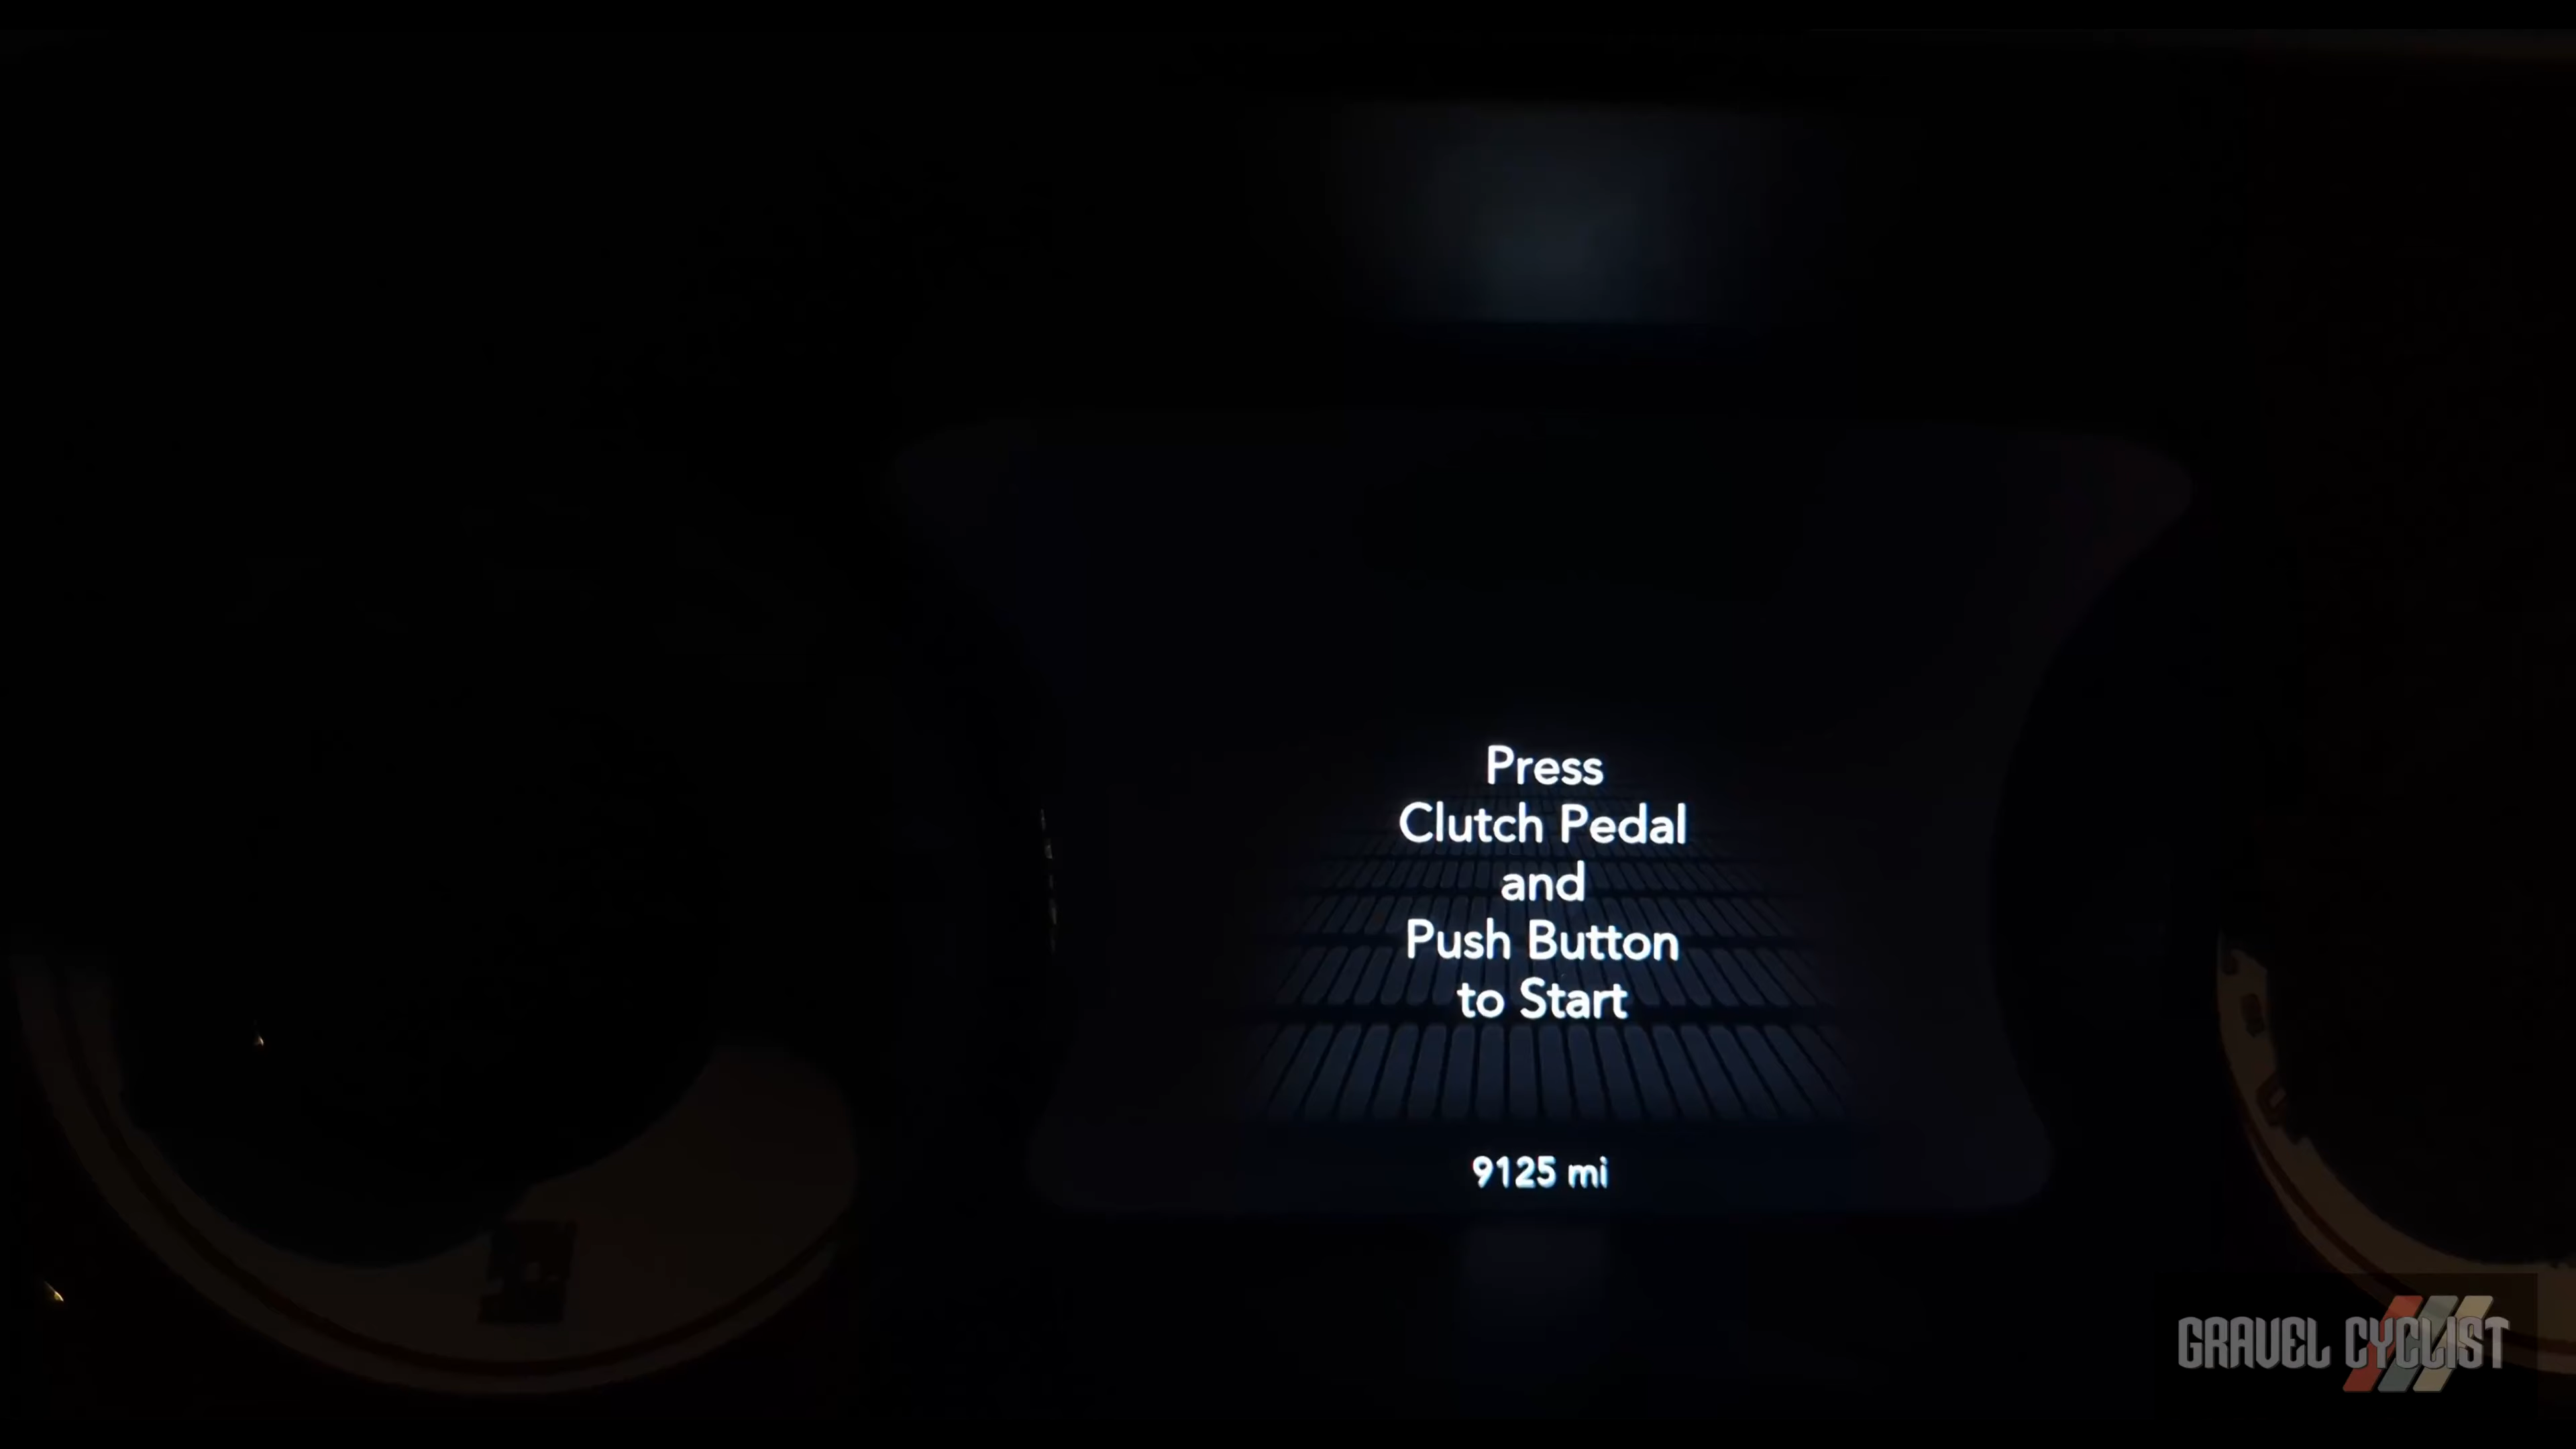 Press
Clutch Pedal
and
Push Button
to Start
9125 mi
GRAVEL CYCLIST